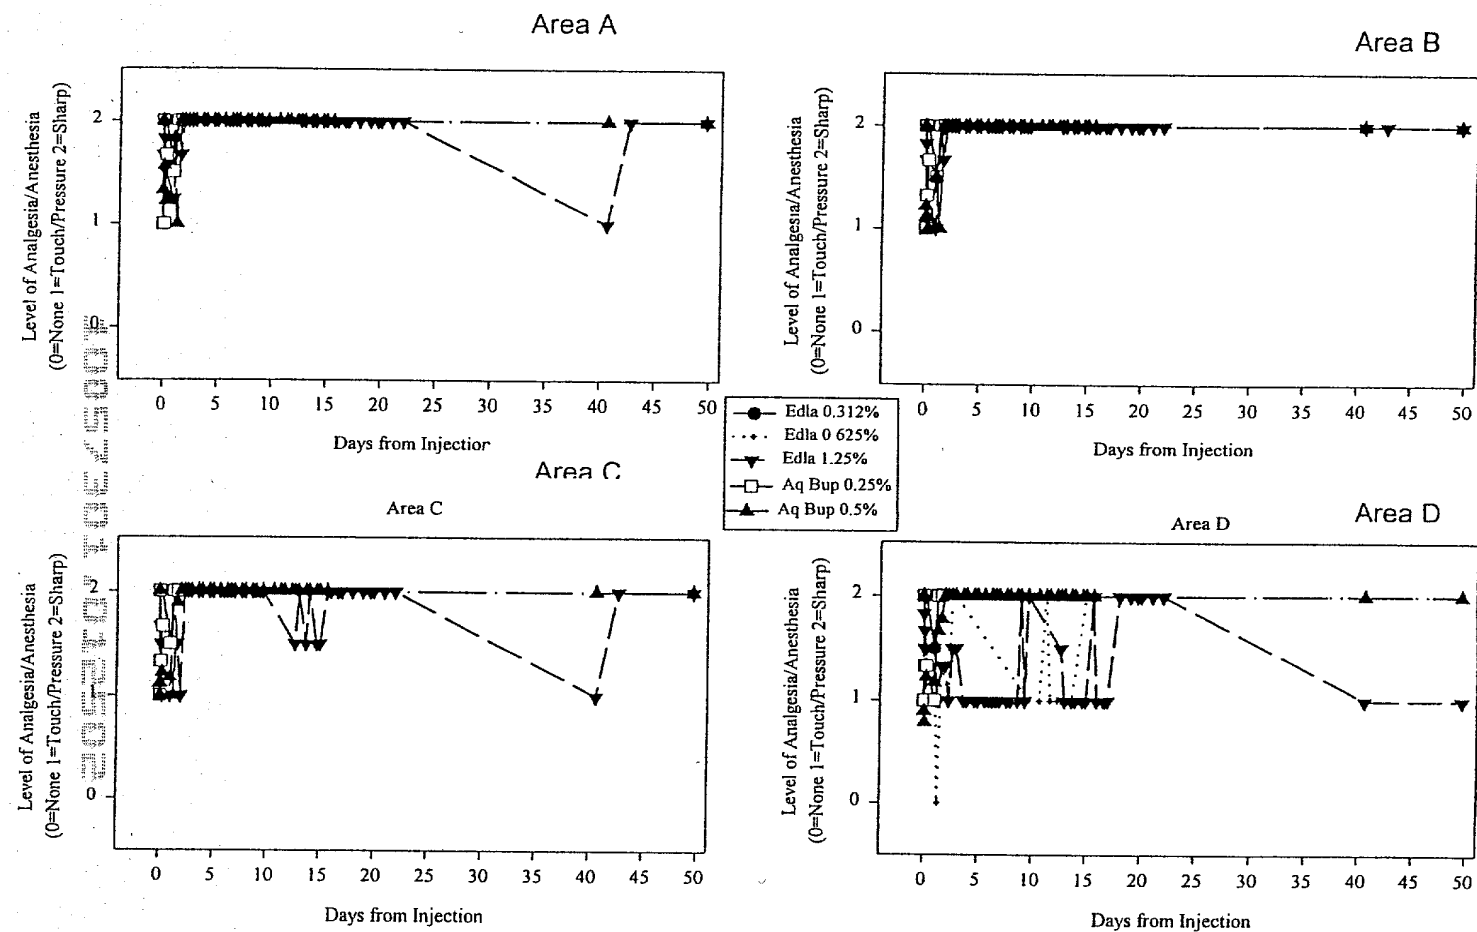 Area A
Level of Analgesia/Anesthesia
(0=None 1=Touch/Pressure 2=Sharp)
2
1
0
0 5 10 15 20 25 30 35 40 45 50
Days from Injectior
Area B
Level of Analgesia/Anesthesia
(0=None 1=Touch/Pressure 2=Sharp)
2
1
0
0 5 10 15 20 25 30 35 40 45 50
Days from Injection
Edla 0.312%
Edla 0 625%
Edla 1.25%
Aq Bup 0.25%
Aq Bup 0.5%
Area C
Area C
Level of Analgesia/Anesthesia
(0=None 1=Touch/Pressure 2=Sharp)
2
0
0 5 10 15 20 25 30 35 40 45 50
Days from Injection
Area D
Area D
Level of Analgesia/Anesthesia
(0=None 1=Touch/Pressure 2=Sharp)
2
1
0
0 5 10 15 20 25 30 35 40 45 50
Days from Injection